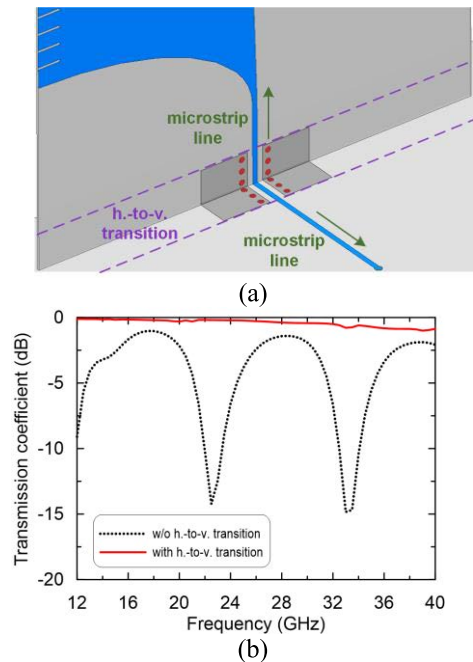 microstrip
line
h.-to-v.
transition
microstrip
line
(a)
Transmission coefficient (dB)
0
-5
-10
-15
-20
w/o h.-to-v. transition
with h.-to-v. transition
12 16 20 24 28 32 36 40
Frequency (GHz)
(b)